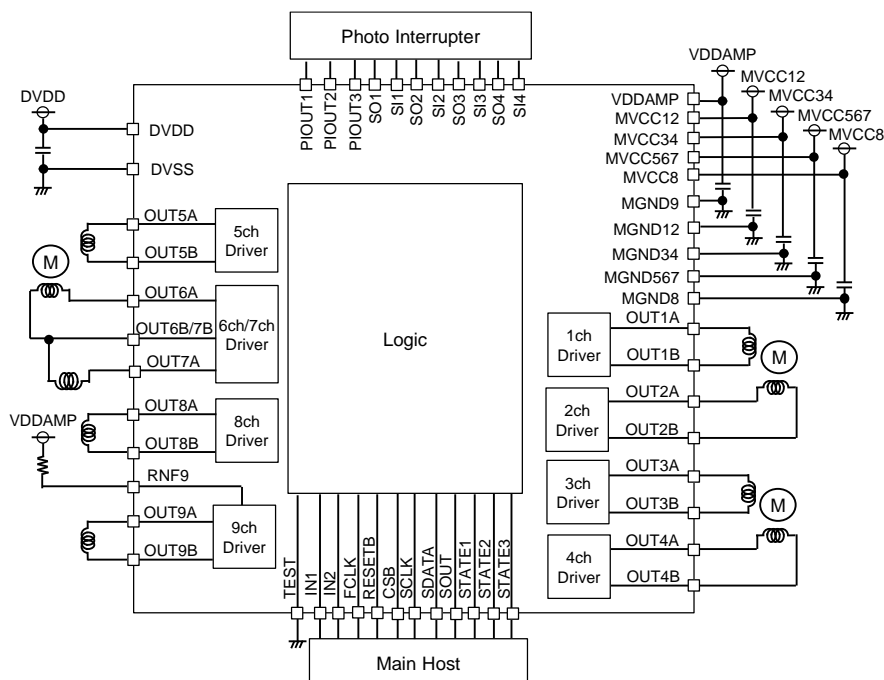 Photo Interrupter
PIOUT1
PIOUT2
PIOUT3
SO1
SI1
SO2
SI2
SO3
SI3
SO4
SI4
DVDD
DVDD
DVSS
VDDAMP
MVCC12
MVCC34
MVCC567
MVCC8
VDDAMP
MVCC12
MVCC34
MVCC567
MVCC8
MGND9
MGND12
MGND34
MGND567
MGND8
OUT5A
OUT5B
5ch
Driver
M
OUT6A
OUT6B/7B
OUT7A
6ch/7ch
Driver
VDDAMP
OUT8A
OUT8B
8ch
Driver
RNF9
OUT9A
OUT9B
9ch
Driver
Logic
OUT1A
OUT1B
1ch
Driver
M
OUT2A
OUT2B
2ch
Driver
OUT3A
OUT3B
3ch
Driver
M
OUT4A
OUT4B
4ch
Driver
TEST
IN1
IN2
FCLK
RESETB
CSB
SCLK
SDATA
SOUT
STATE1
STATE2
STATE3
Main Host